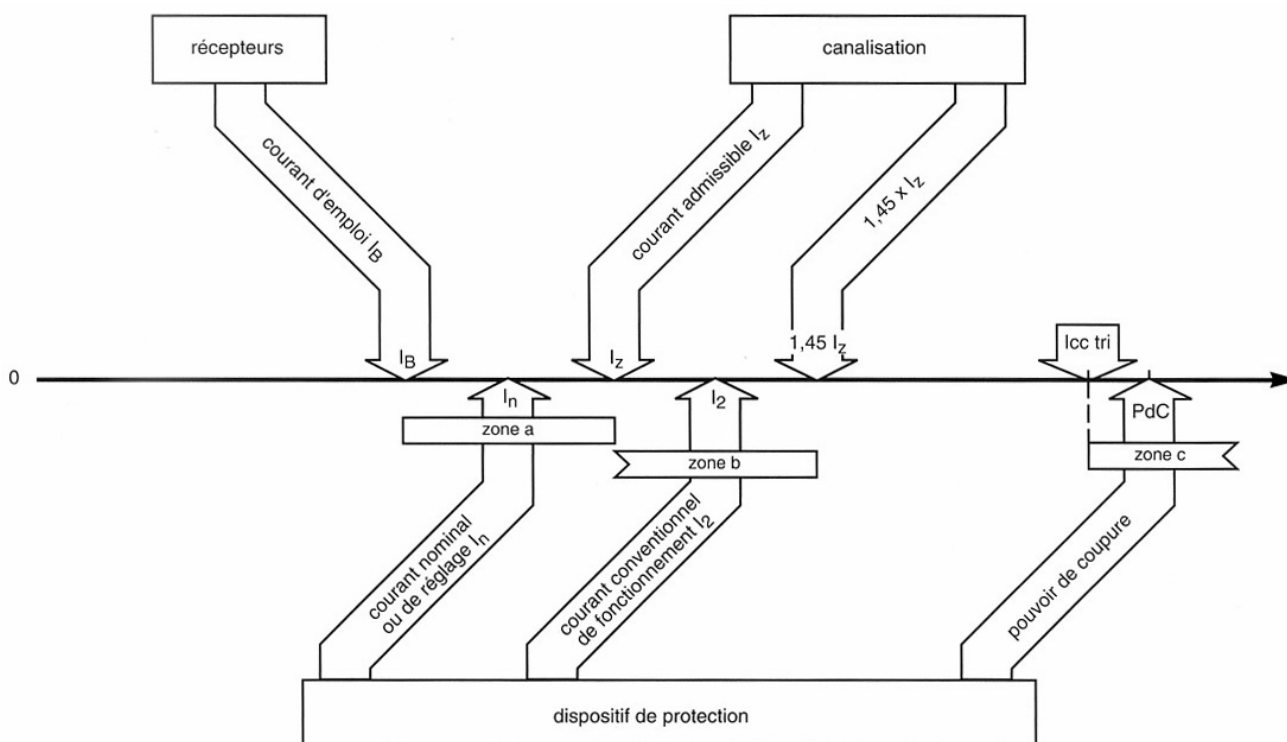 récepteurs
canalisation
courant d'emploi I_B
courant admissible I_z
1,45 x I_z
0
I_B
I_z
1,45 I_z
Icc tri
I_n
I_2
PdC
zone a
zone b
zone c
courant nominal
ou de réglage I_n
courant conventionnel
de fonctionnement I_2
pouvoir de coupure
dispositif de protection